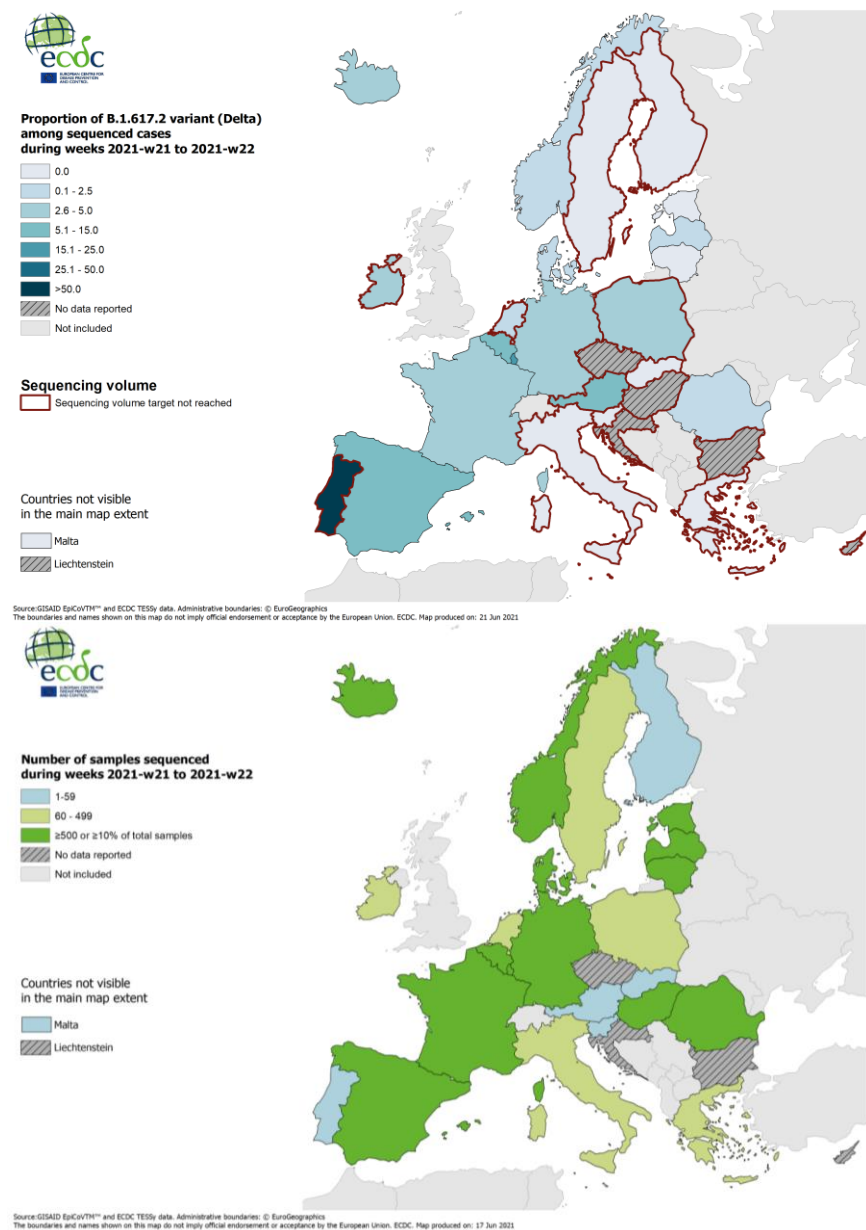 ecdc
EUROPEAN CENTRE FOR
DISEASE PREVENTION
AND CONTROL
Proportion of B.1.617.2 variant (Delta)
among sequenced cases
during weeks 2021-w21 to 2021-w22
0.0
0.1 - 2.5
2.6 - 5.0
5.1 - 15.0
15.1 - 25.0
25.1 - 50.0
>50.0
No data reported
Not included
Sequencing volume
Sequencing volume target not reached
Countries not visible
in the main map extent
Malta
Liechtenstein
Source:GISAID EpiCoVTM™ and ECDC TESSy data. Administrative boundaries: © EuroGeographics
The boundaries and names shown on this map do not imply official endorsement or acceptance by the European Union. ECDC. Map produced on: 21 Jun 2021
ecdc
EUROPEAN CENTRE FOR
DISEASE PREVENTION
AND CONTROL
Number of samples sequenced
during weeks 2021-w21 to 2021-w22
1-59
60 - 499
≥500 or ≥10% of total samples
No data reported
Not included
Countries not visible
in the main map extent
Malta
Liechtenstein
Source:GISAID EpiCoVTM™ and ECDC TESSy data. Administrative boundaries: © EuroGeographics
The boundaries and names shown on this map do not imply official endorsement or acceptance by the European Union. ECDC. Map produced on: 17 Jun 2021